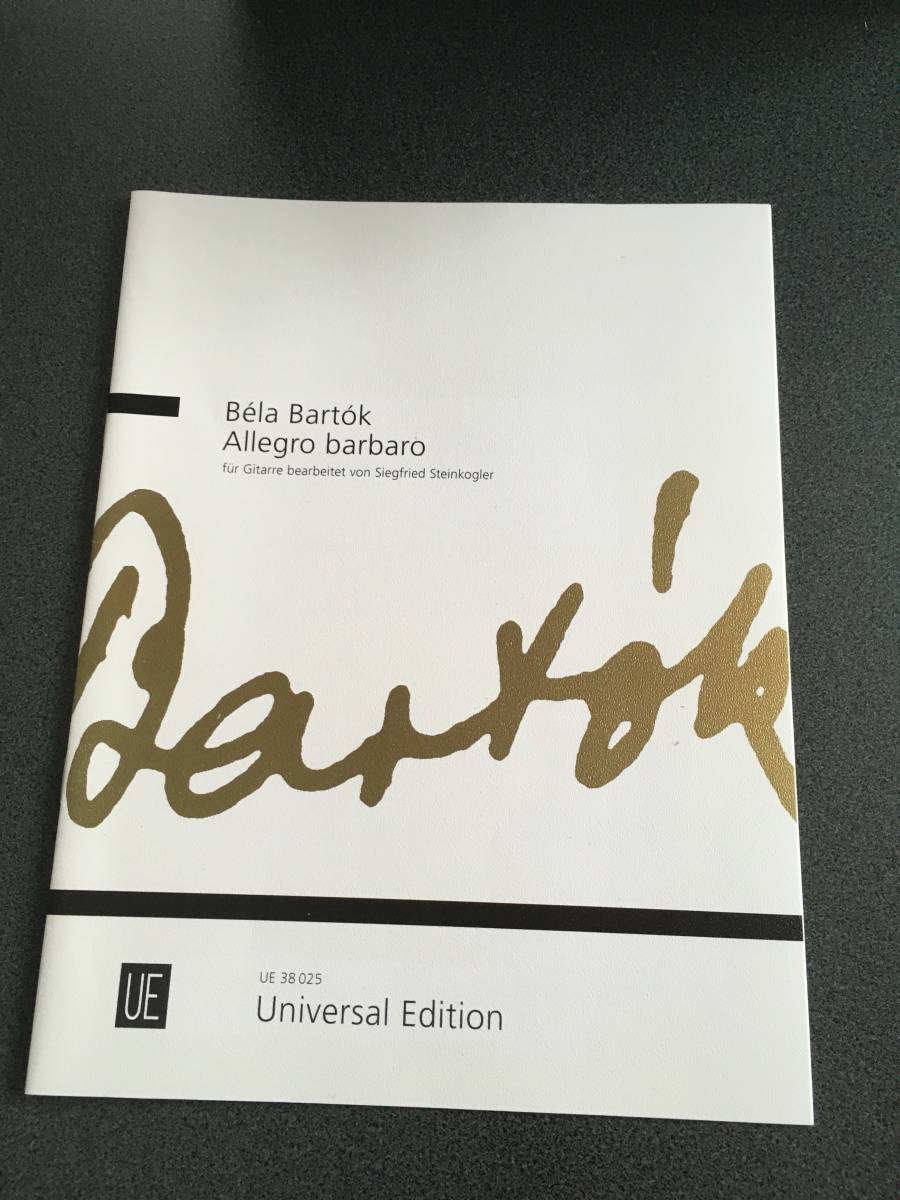 Béla Bartók
Allegro barbaro
für Gitarre bearbeitet von Siegfried Steinkogler
Bartók
UE
UE 38 025
Universal Edition